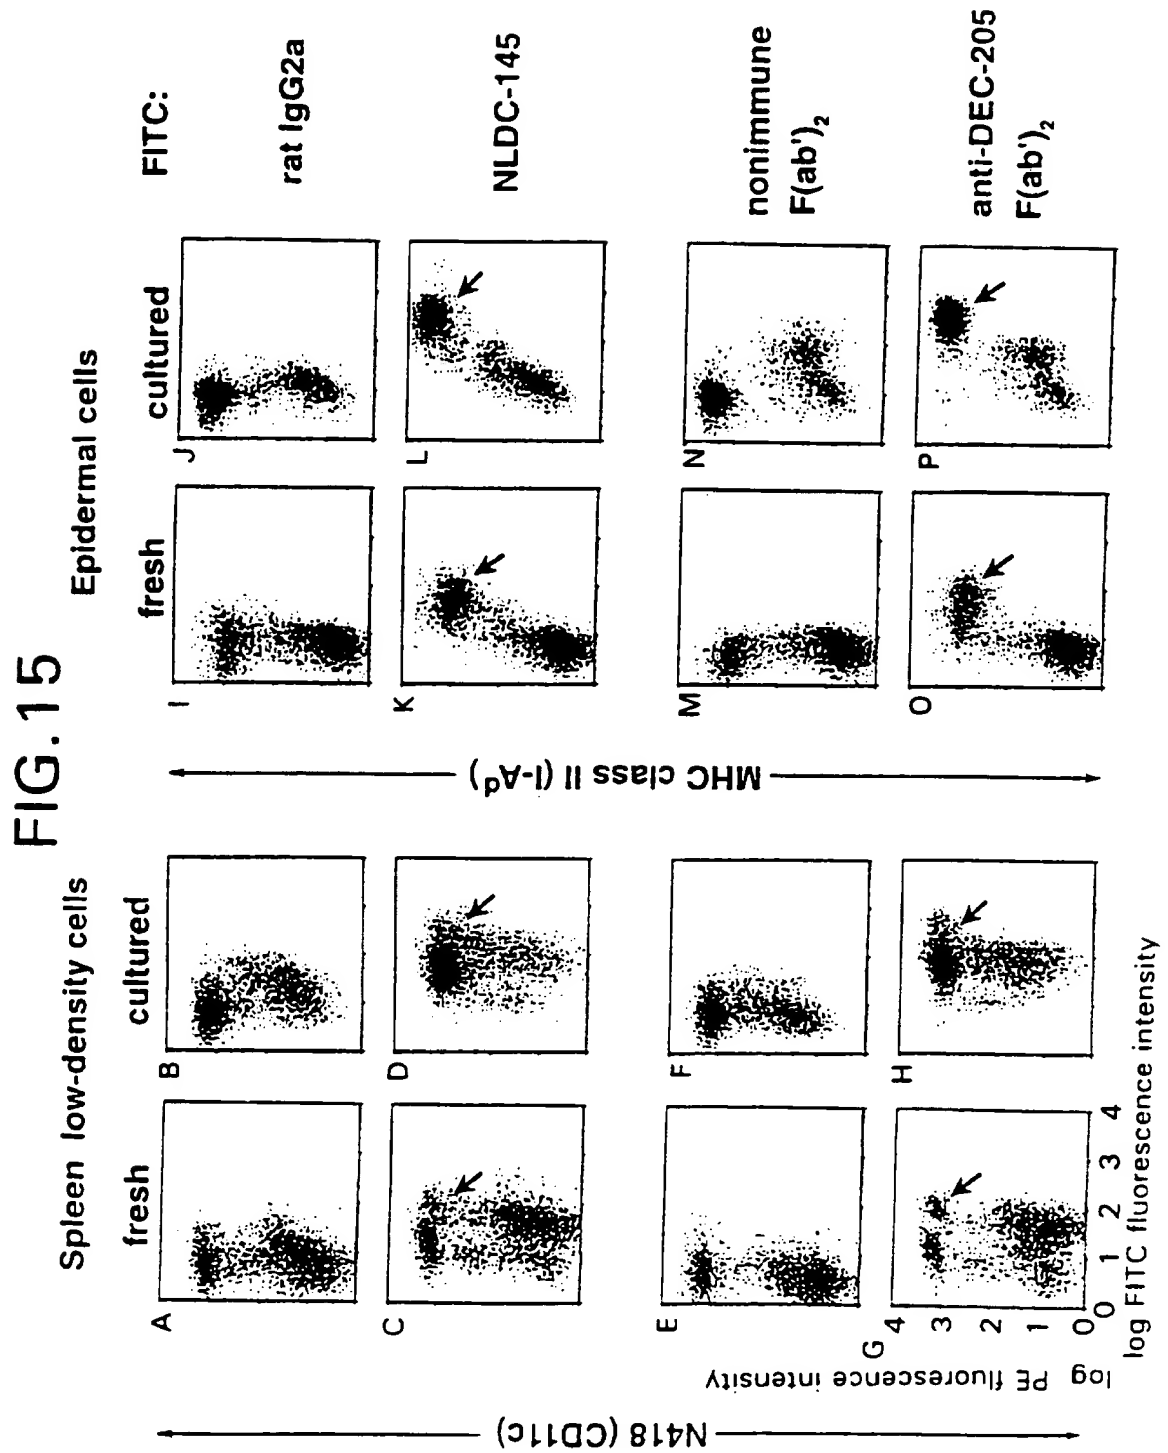 FIG.15
Spleen low-density cells
Epidermal cells
fresh
cultured
fresh
cultured
FITC:
A
B
I
J
rat IgG2a
C
D
K
L
NLDC-145
E
F
M
N
nonimmune
F(ab')2
G
H
O
P
anti-DEC-205
F(ab')2
N418 (CD11c)
MHC class II (I-Ad)
log PE fluorescence intensity
4
3
2
1
0
0 1 2 3 4
log FITC fluorescence intensity